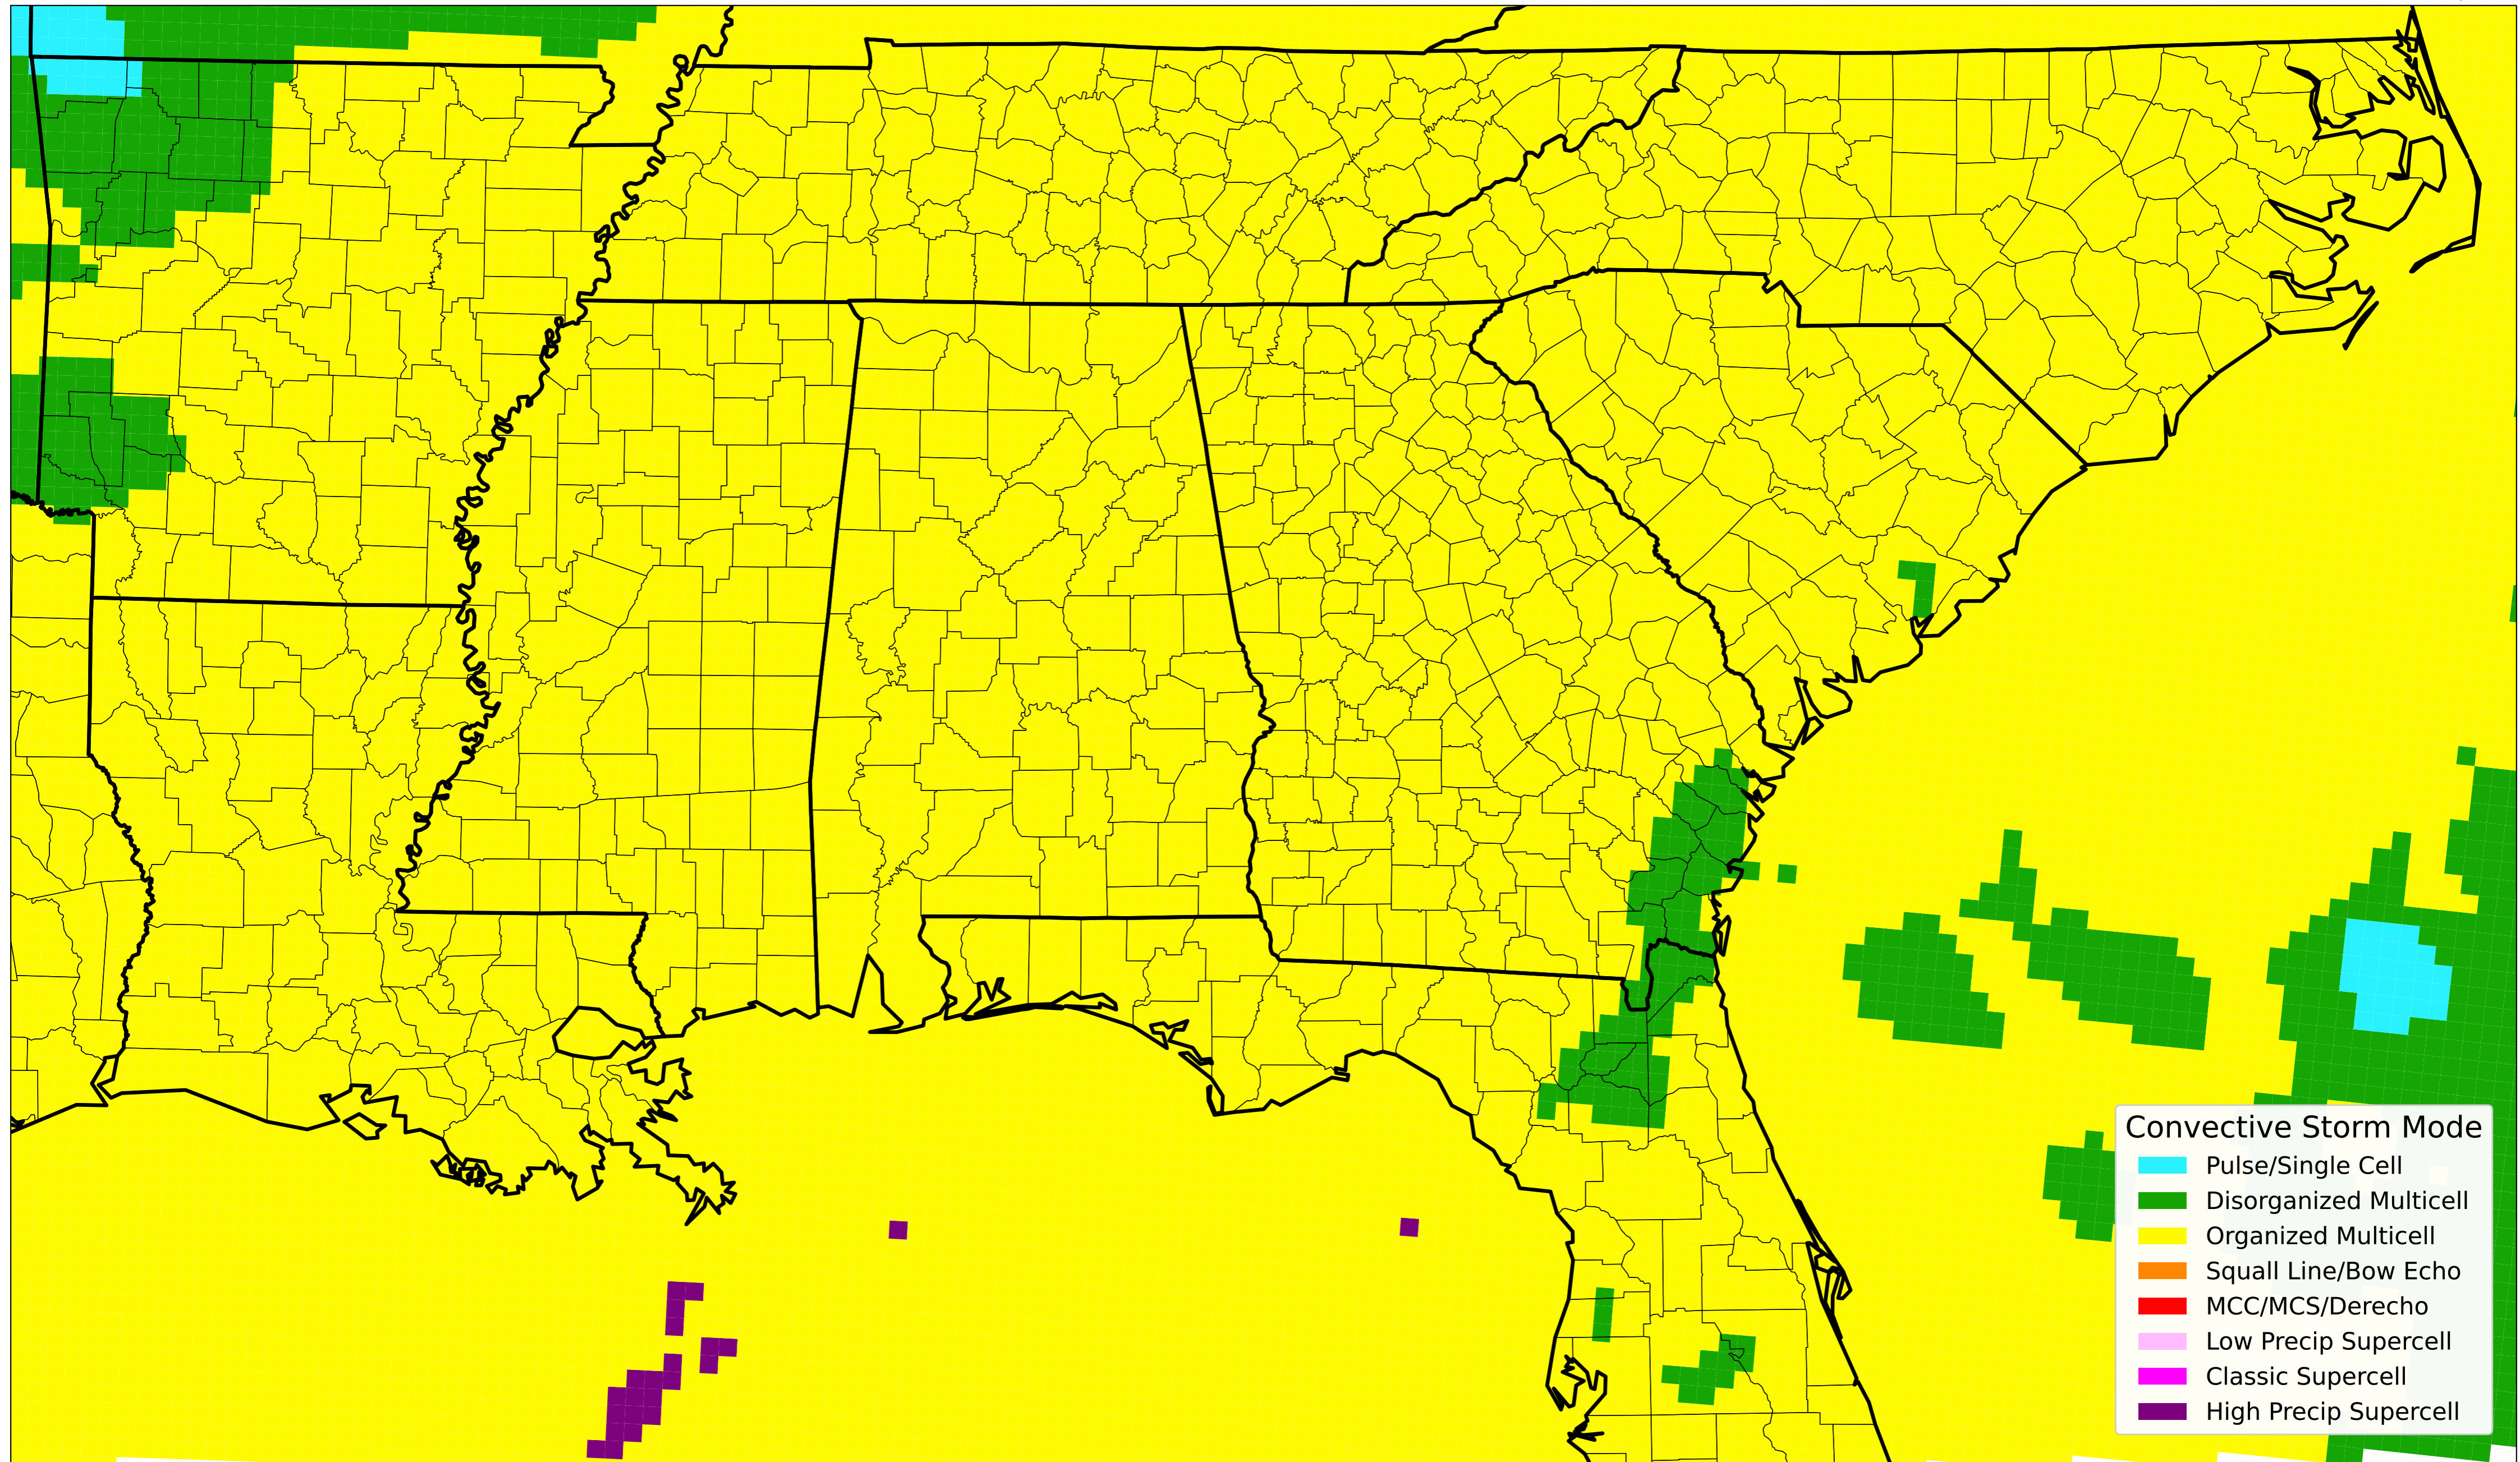 Convective Storm Mode
Pulse/Single Cell
Disorganized Multicell
Organized Multicell
Squall Line/Bow Echo
MCC/MCS/Derecho
Low Precip Supercell
Classic Supercell
High Precip Supercell